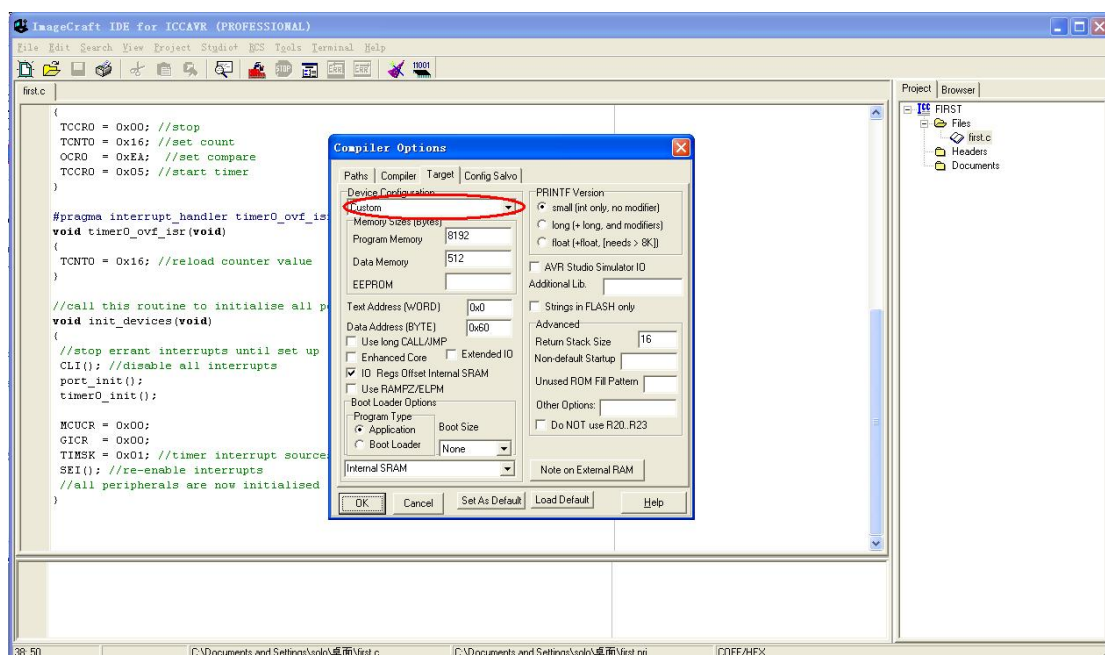 ImageCraft IDE for ICCAVR (PROFESSIONAL)
File Edit Search View Project Studio+ RCS Tools Terminal Help
first.c
{
TCCR0 = 0x00; //stop
TCNT0 = 0x16; //set count
OCR0 = 0xEA; //set compare
TCCR0 = 0x05; //start timer
}
#pragma interrupt_handler timer0_ovf_is
void timer0_ovf_isr(void)
{
TCNT0 = 0x16; //reload counter value
}
//call this routine to initialise all p
void init_devices(void)
{
//stop errant interrupts until set up
CLI(); //disable all interrupts
port_init();
timer0_init();
MCUCR = 0x00;
GICR = 0x00;
TIMSK = 0x01; //timer interrupt sources
SEI(); //re-enable interrupts
//all peripherals are now initialised
}
Compiler Options
Paths Compiler Target Config Salvo
Device Configuration
Custom
Memory Sizes (Bytes)
Program Memory 8192
Data Memory 512
EEPROM
Text Address (WORD) 0x0
Data Address (BYTE) 0x60
Use long CALL/JMP
Enhanced Core Extended IO
IO Regs Offset Internal SRAM
Use RAMPZ/ELPM
Boot Loader Options
Program Type
Application Boot Size
Boot Loader None
Internal SRAM
PRINTF Version
small (int only, no modifier)
long (+ long, and modifiers)
float (+float, [needs > 8K])
AVR Studio Simulator IO
Additional Lib.
Strings in FLASH only
Advanced
Return Stack Size 16
Non-default Startup
Unused ROM Fill Pattern
Other Options:
Do NOT use R20..R23
Note on External RAM
OK Cancel Set As Default Load Default Help
Project Browser
FIRST
Files
first.c
Headers
Documents
38: 50 C:\Documents and Settings\solo\桌面\first.c C:\Documents and Settings\solo\桌面\first.prj COFF/HEX